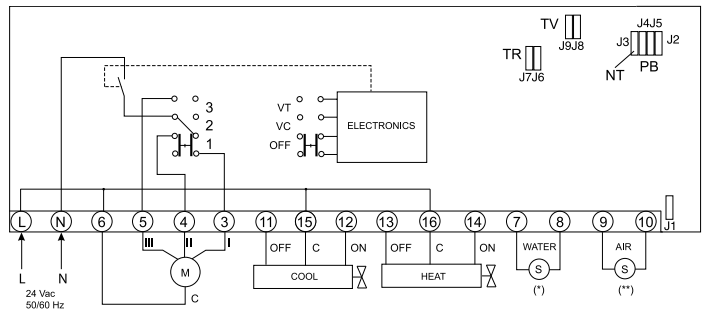 TV
J9J8
TR
J7J6
J4J5
J3
J2
NT
PB
3
2
1
VT
VC
OFF
ELECTRONICS
L
N
6
5
4
3
11
15
12
13
16
14
7
8
9
10
J1
III
II
I
OFF
C
ON
OFF
C
ON
WATER
AIR
L
N
M
COOL
HEAT
S
S
24 Vac
50/60 Hz
C
(*)
(**)